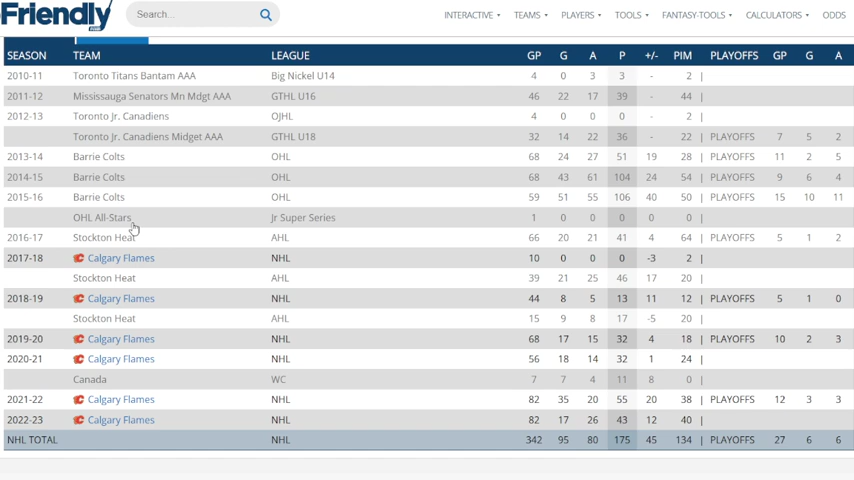 Friendly
Search...
INTERACTIVE TEAMS PLAYERS TOOLS FANTASY-TOOLS CALCULATORS ODDS
SEASON TEAM LEAGUE GP G A P +/- PIM PLAYOFFS GP G A
2010-11 Toronto Titans Bantam AAA Big Nickel U14 4 0 3 3 - 2 |
2011-12 Mississauga Senators Mn Mdgt AAA GTHL U16 46 22 17 39 - 44 |
2012-13 Toronto Jr. Canadiens OJHL 4 0 0 0 - 2 |
Toronto Jr. Canadiens Midget AAA GTHL U18 32 14 22 36 - 22 | PLAYOFFS 7 5 2
2013-14 Barrie Colts OHL 68 24 27 51 19 28 | PLAYOFFS 11 2 5
2014-15 Barrie Colts OHL 68 43 61 104 24 54 | PLAYOFFS 9 6 4
2015-16 Barrie Colts OHL 59 51 55 106 40 50 | PLAYOFFS 15 10 11
OHL All-Stars Jr Super Series 1 0 0 0 0 0 |
2016-17 Stockton Heat AHL 66 20 21 41 4 64 | PLAYOFFS 5 1 2
2017-18 Calgary Flames NHL 10 0 0 0 -3 2 |
Stockton Heat AHL 39 21 25 46 17 20 |
2018-19 Calgary Flames NHL 44 8 5 13 11 12 | PLAYOFFS 5 1 0
Stockton Heat AHL 15 9 8 17 -5 20 |
2019-20 Calgary Flames NHL 68 17 15 32 4 18 | PLAYOFFS 10 2 3
2020-21 Calgary Flames NHL 56 18 14 32 1 24 |
Canada WC 7 7 4 11 8 0 |
2021-22 Calgary Flames NHL 82 35 20 55 20 38 | PLAYOFFS 12 3 3
2022-23 Calgary Flames NHL 82 17 26 43 12 40 |
NHL TOTAL NHL 342 95 80 175 45 134 | PLAYOFFS 27 6 6